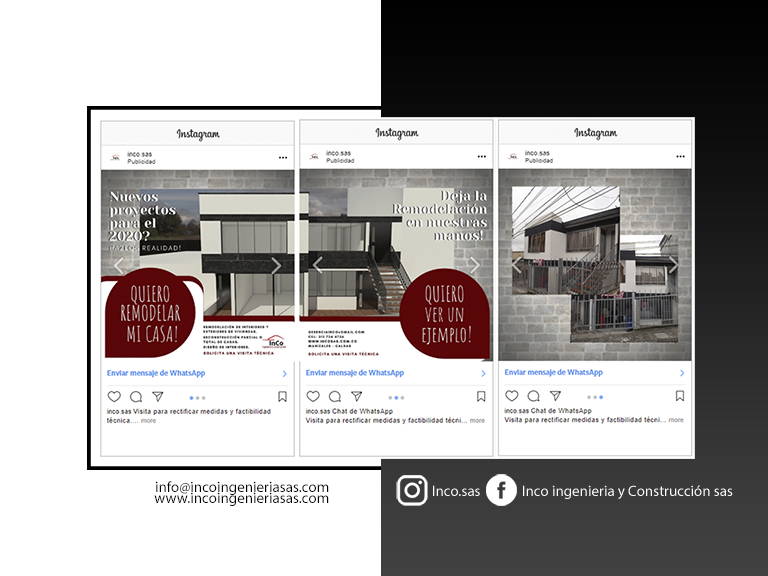 Instagram
inco.sas
Publicidad
Nuevos
proyectos
para el
2020?
HAZLOS REALIDAD!
QUIERO
REMODELAR
MI CASA!
REMODELACIÓN DE INTERIORES Y
EXTERIORES DE VIVIENDAS.
RECONSTRUCCIÓN PARCIAL O
TOTAL DE CASAS.
DISEÑO DE INTERIORES.
SOLICITA UNA VISITA TÉCNICA
InCo
Enviar mensaje de WhatsApp
inco.sas Visita para rectificar medidas y factibilidad
técnica.... more
Instagram
inco.sas
Publicidad
Deja la
Remodelación
en nuestras
manos!
QUIERO
VER UN
EJEMPLO!
WWW.INCOSAS.COM.CO
MANIZALES - CALDAS
SOLICITA UNA VISITA TÉCNICA
Enviar mensaje de WhatsApp
inco.sas Chat de WhatsApp
Visita para rectificar medidas y factibilidad técni... more
Instagram
inco.sas
Publicidad
Enviar mensaje de WhatsApp
inco.sas Chat de WhatsApp
Visita para rectificar medidas y factibilidad técni... more
info@incoingenieriasas.com
www.incoingenieriasas.com
Inco.sas
Inco ingenieria y Construcción sas